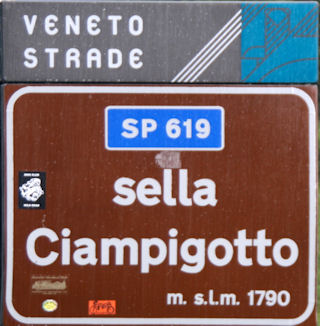 VENETO
STRADE
SP 619
sella
Ciampigotto
m. s.l.m. 1790